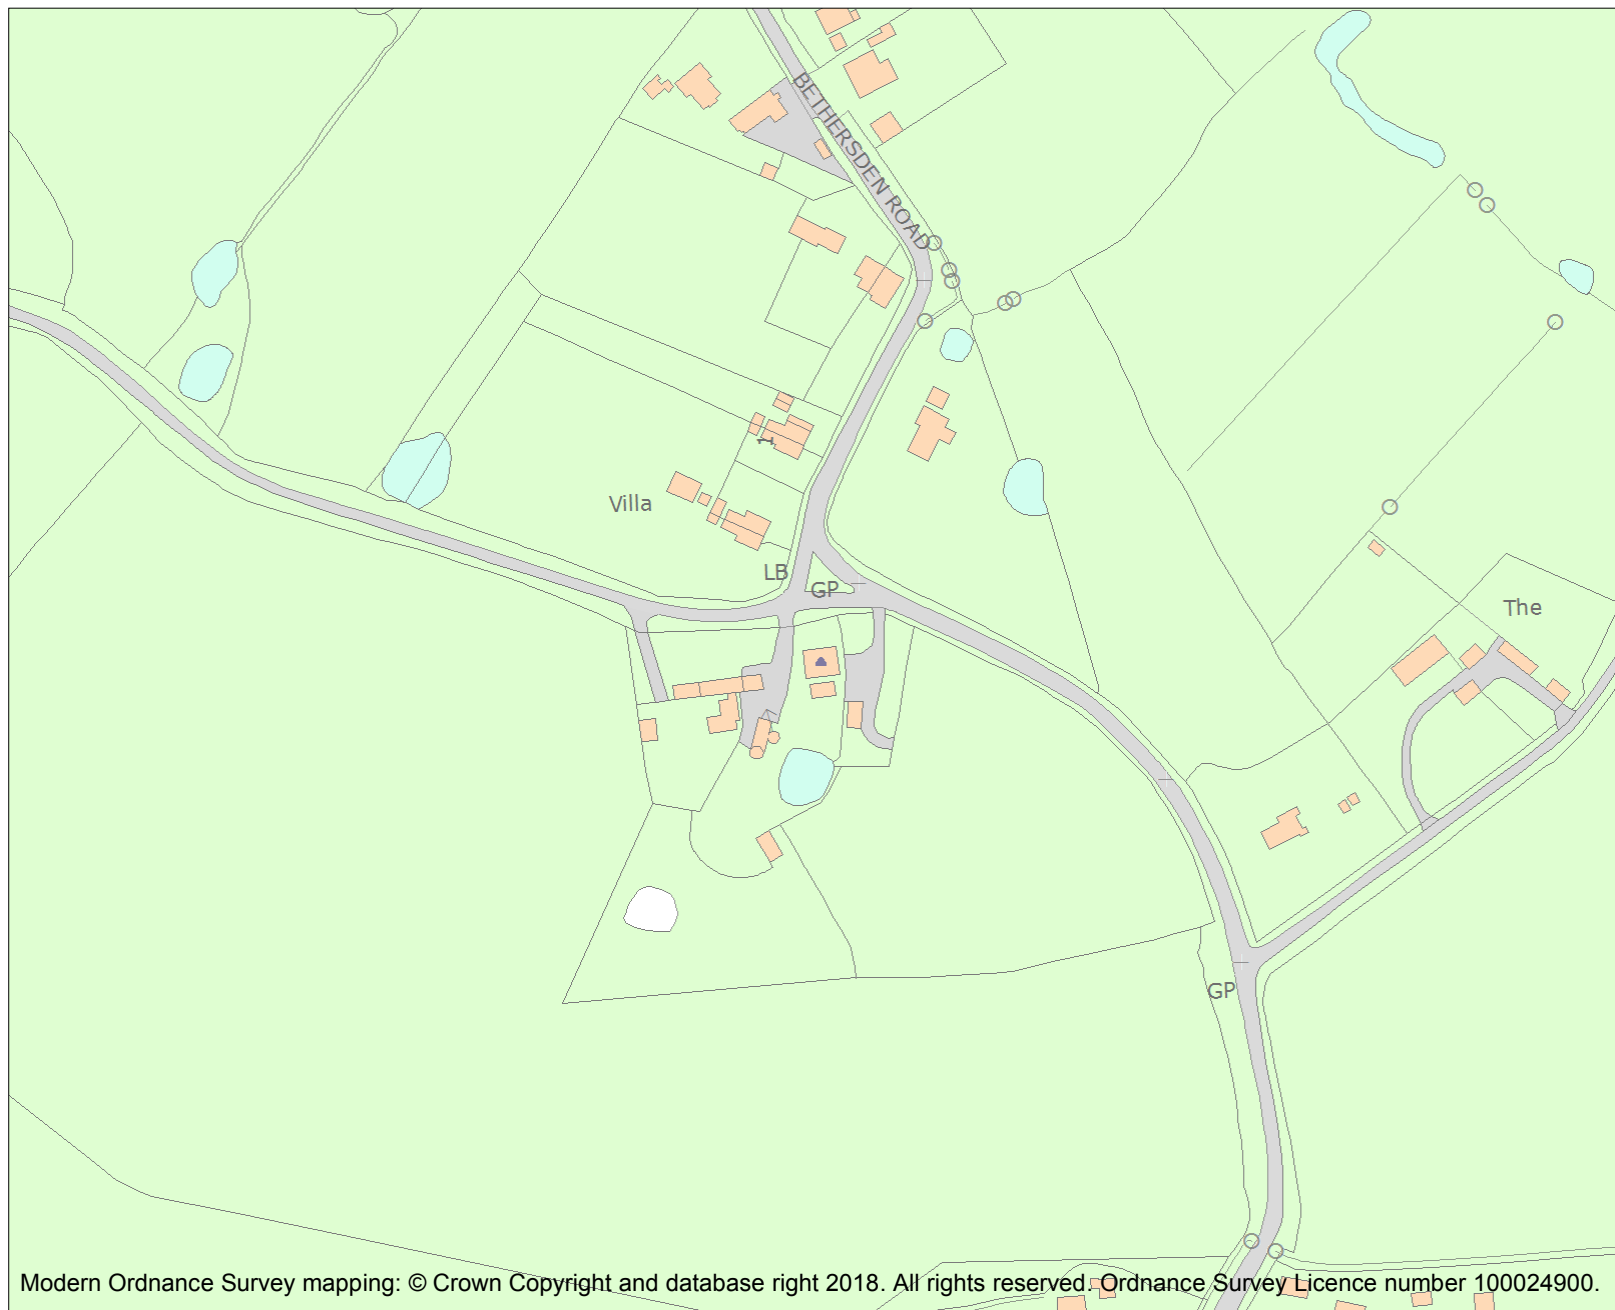 BETHERSDEN ROAD
1
Villa
LB
GP
The
GP
Modern Ordnance Survey mapping: © Crown Copyright and database right 2018. All rights reserved. Ordnance Survey Licence number 100024900.